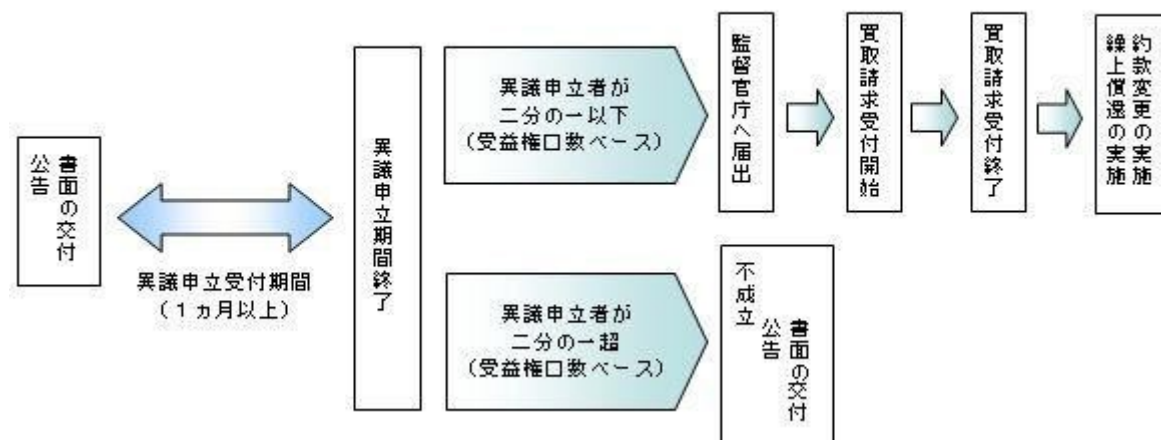 書面の交付
公告
異議申立受付期間
（１ヵ月以上）
異議申立期間終了
異議申立者が
二分の一以下
（受益権口数ベース）
監督官庁へ届出
買取請求受付開始
買取請求受付終了
約款変更の実施
繰上償還の実施
異議申立者が
二分の一超
（受益権口数ベース）
不成立
書面の交付
公告